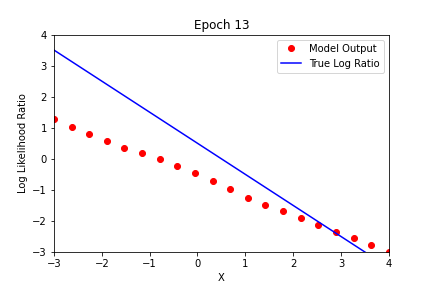 Epoch 13
Model Output
True Log Ratio
Log Likelihood Ratio
4
3
2
1
0
−1
−2
−3
−3 −2 −1 0 1 2 3 4
X